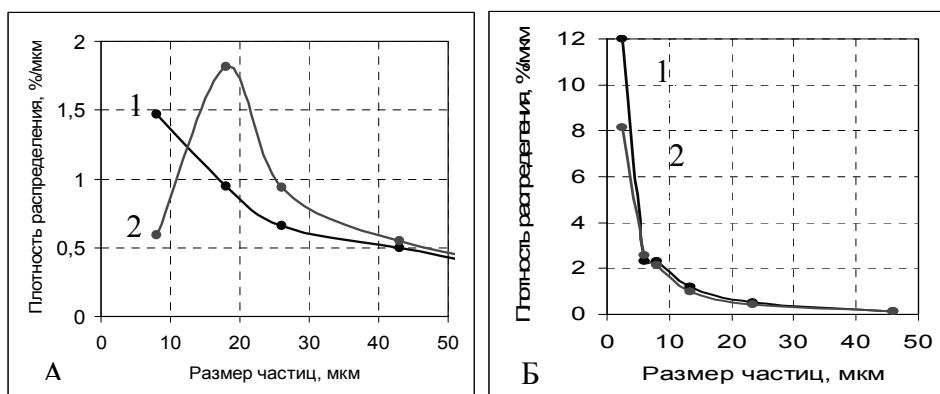 Плотность распределения, %/мкм
2
1,5
1
0,5
0
0 10 20 30 40 50
Размер частиц, мкм
1
2
А
Плотность распределения, %/мкм
12
10
8
6
4
2
0
0 10 20 30 40 50
Размер частиц, мкм
1
2
Б